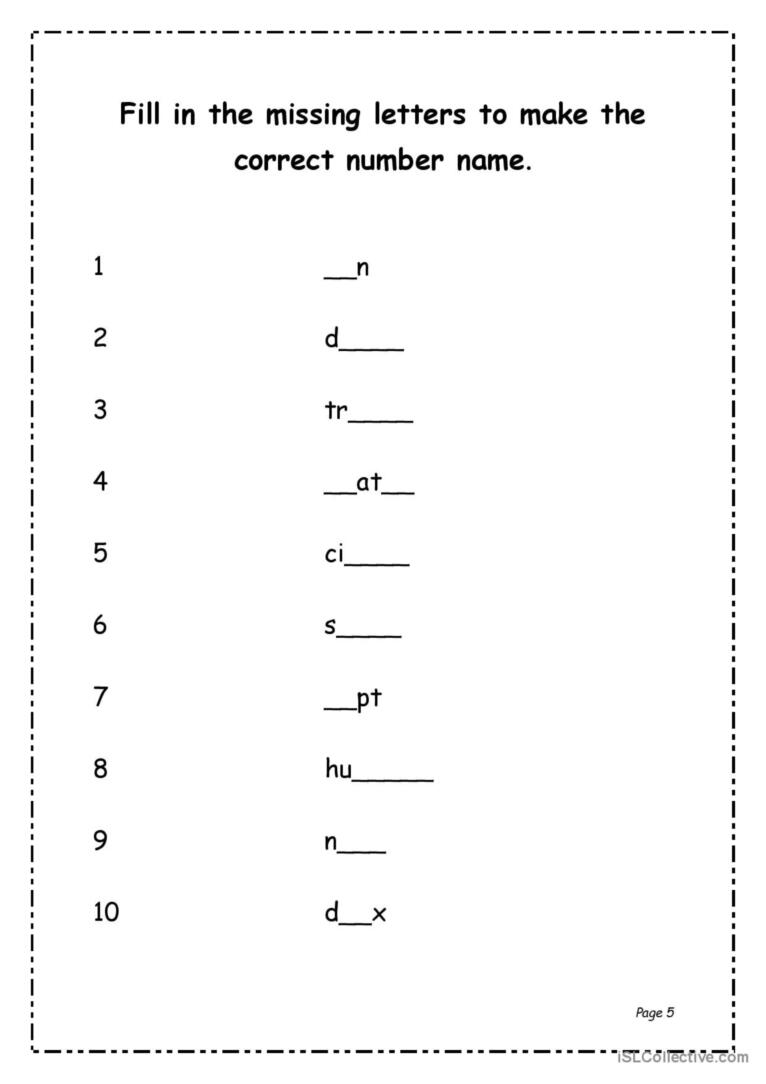 Fill in the missing letters to make the
correct number name.
1 __n
2 d____
3 tr____
4 __at__
5 ci____
6 s____
7 __pt
8 hu_____
9 n___
10 d__x
Page 5
iSLCollective.com